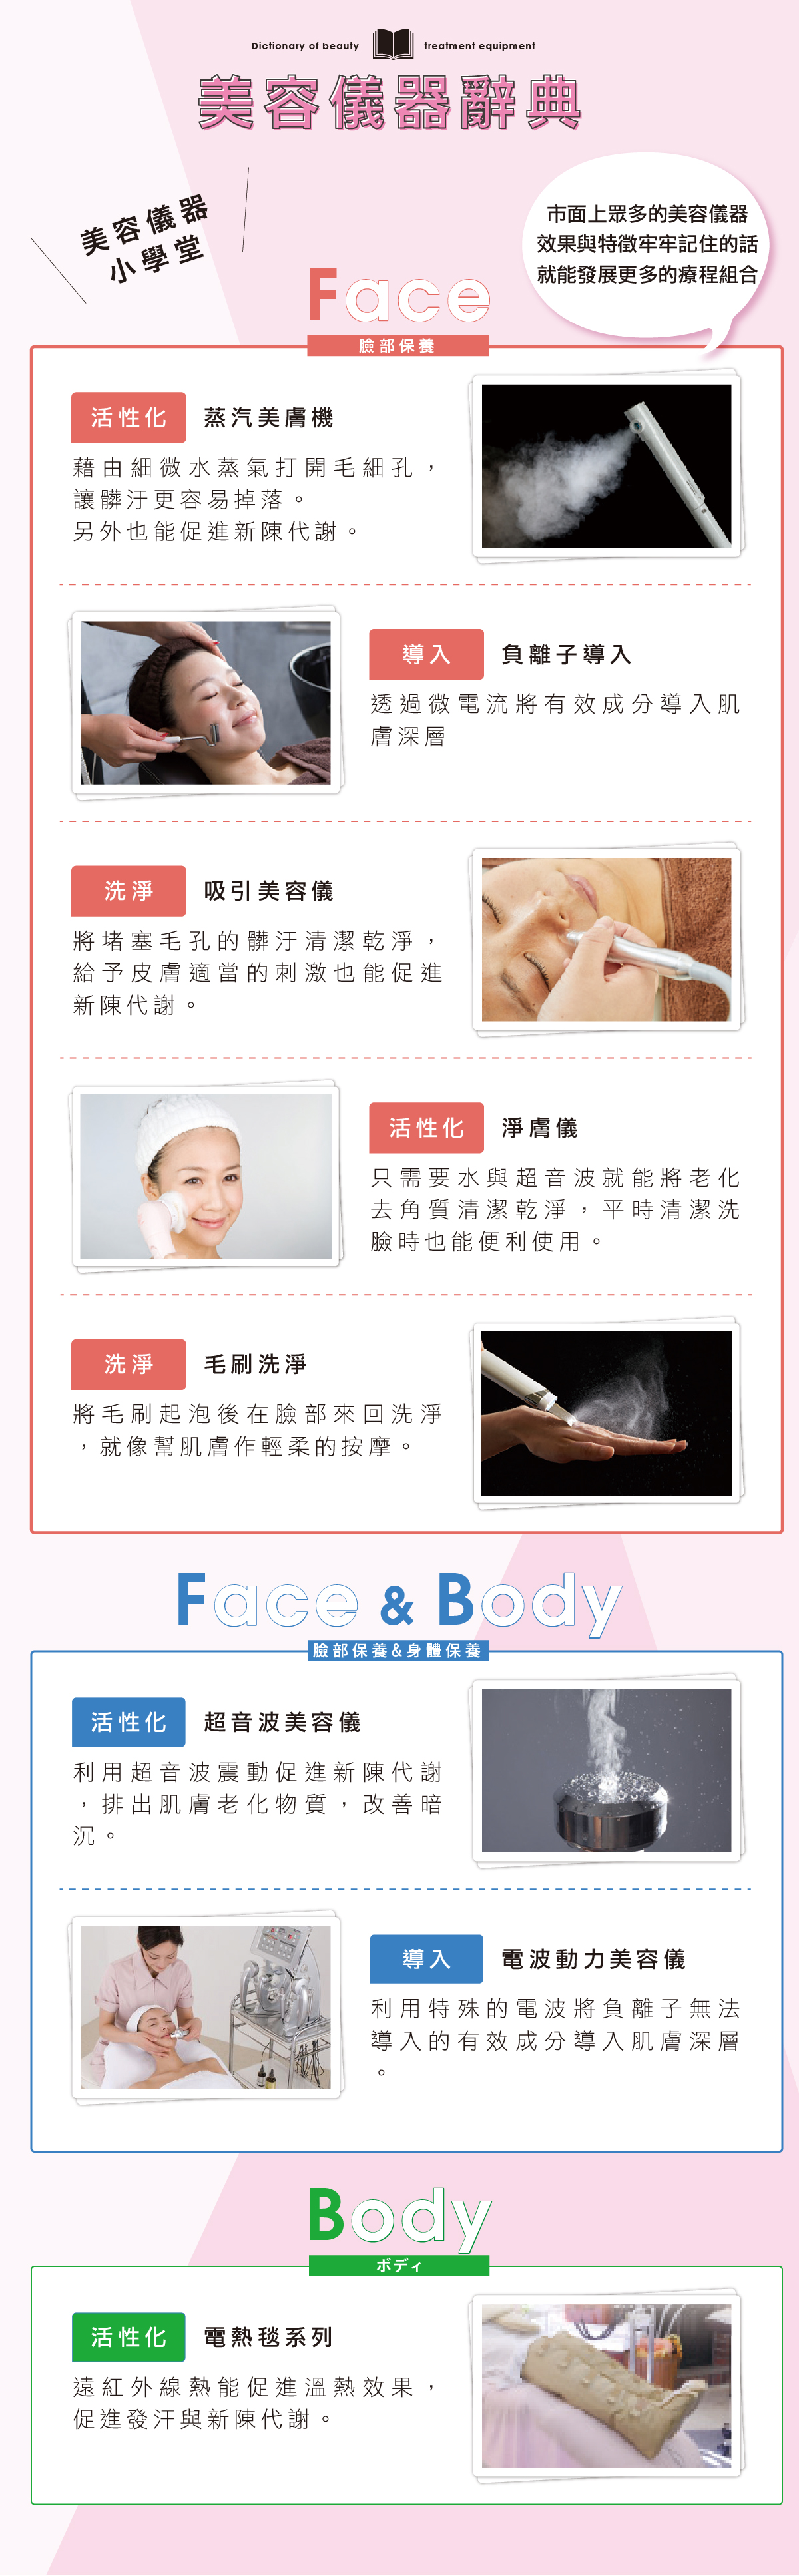 Dictionary of beauty treatment equipment
美容儀器辭典
美容儀器
小學堂
市面上眾多的美容儀器
效果與特徵牢牢記住的話
就能發展更多的療程組合
Face
臉部保養
活性化 蒸汽美膚機
藉由細微水蒸氣打開毛細孔，
讓髒汙更容易掉落。
另外也能促進新陳代謝。
導入 負離子導入
透過微電流將有效成分導入肌
膚深層
洗淨 吸引美容儀
將堵塞毛孔的髒汙清潔乾淨，
給予皮膚適當的刺激也能促進
新陳代謝。
活性化 淨膚儀
只需要水與超音波就能將老化
去角質清潔乾淨，平時清潔洗
臉時也能便利使用。
洗淨 毛刷洗淨
將毛刷起泡後在臉部來回洗淨
，就像幫肌膚作輕柔的按摩。
Face & Body
臉部保養&身體保養
活性化 超音波美容儀
利用超音波震動促進新陳代謝
，排出肌膚老化物質，改善暗
沉。
導入 電波動力美容儀
利用特殊的電波將負離子無法
導入的有效成分導入肌膚深層
。
Body
ボディ
活性化 電熱毯系列
遠紅外線熱能促進溫熱效果，
促進發汗與新陳代謝。